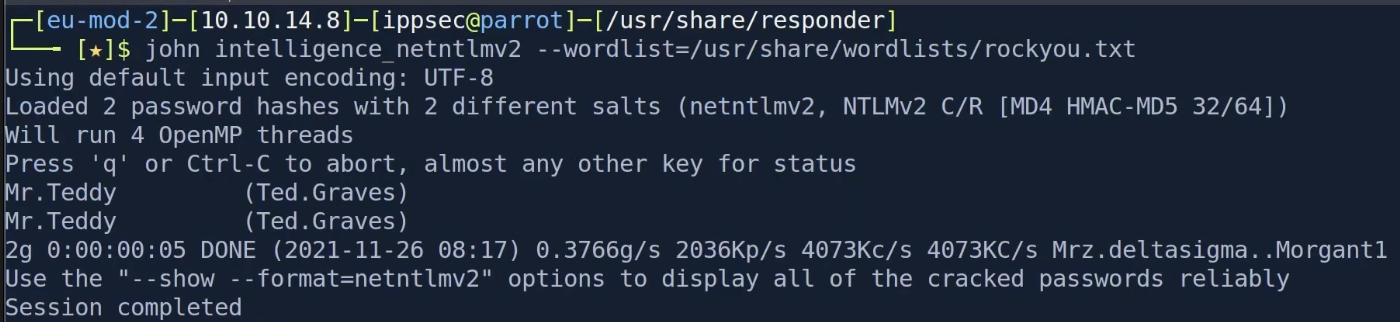 ┌─[eu-mod-2]─[10.10.14.8]─[ippsec@parrot]─[/usr/share/responder]
└──╼ [★]$ john intelligence_netntlmv2 --wordlist=/usr/share/wordlists/rockyou.txt
Using default input encoding: UTF-8
Loaded 2 password hashes with 2 different salts (netntlmv2, NTLMv2 C/R [MD4 HMAC-MD5 32/64])
Will run 4 OpenMP threads
Press 'q' or Ctrl-C to abort, almost any other key for status
Mr.Teddy         (Ted.Graves)
Mr.Teddy         (Ted.Graves)
2g 0:00:00:05 DONE (2021-11-26 08:17) 0.3766g/s 2036Kp/s 4073Kc/s 4073KC/s Mrz.deltasigma..Morgant1
Use the "--show --format=netntlmv2" options to display all of the cracked passwords reliably
Session completed